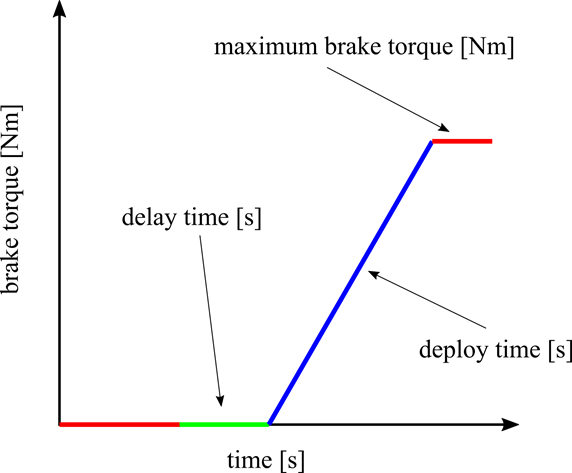 maximum brake torque [Nm]
brake torque [Nm]
delay time [s]
deploy time [s]
time [s]